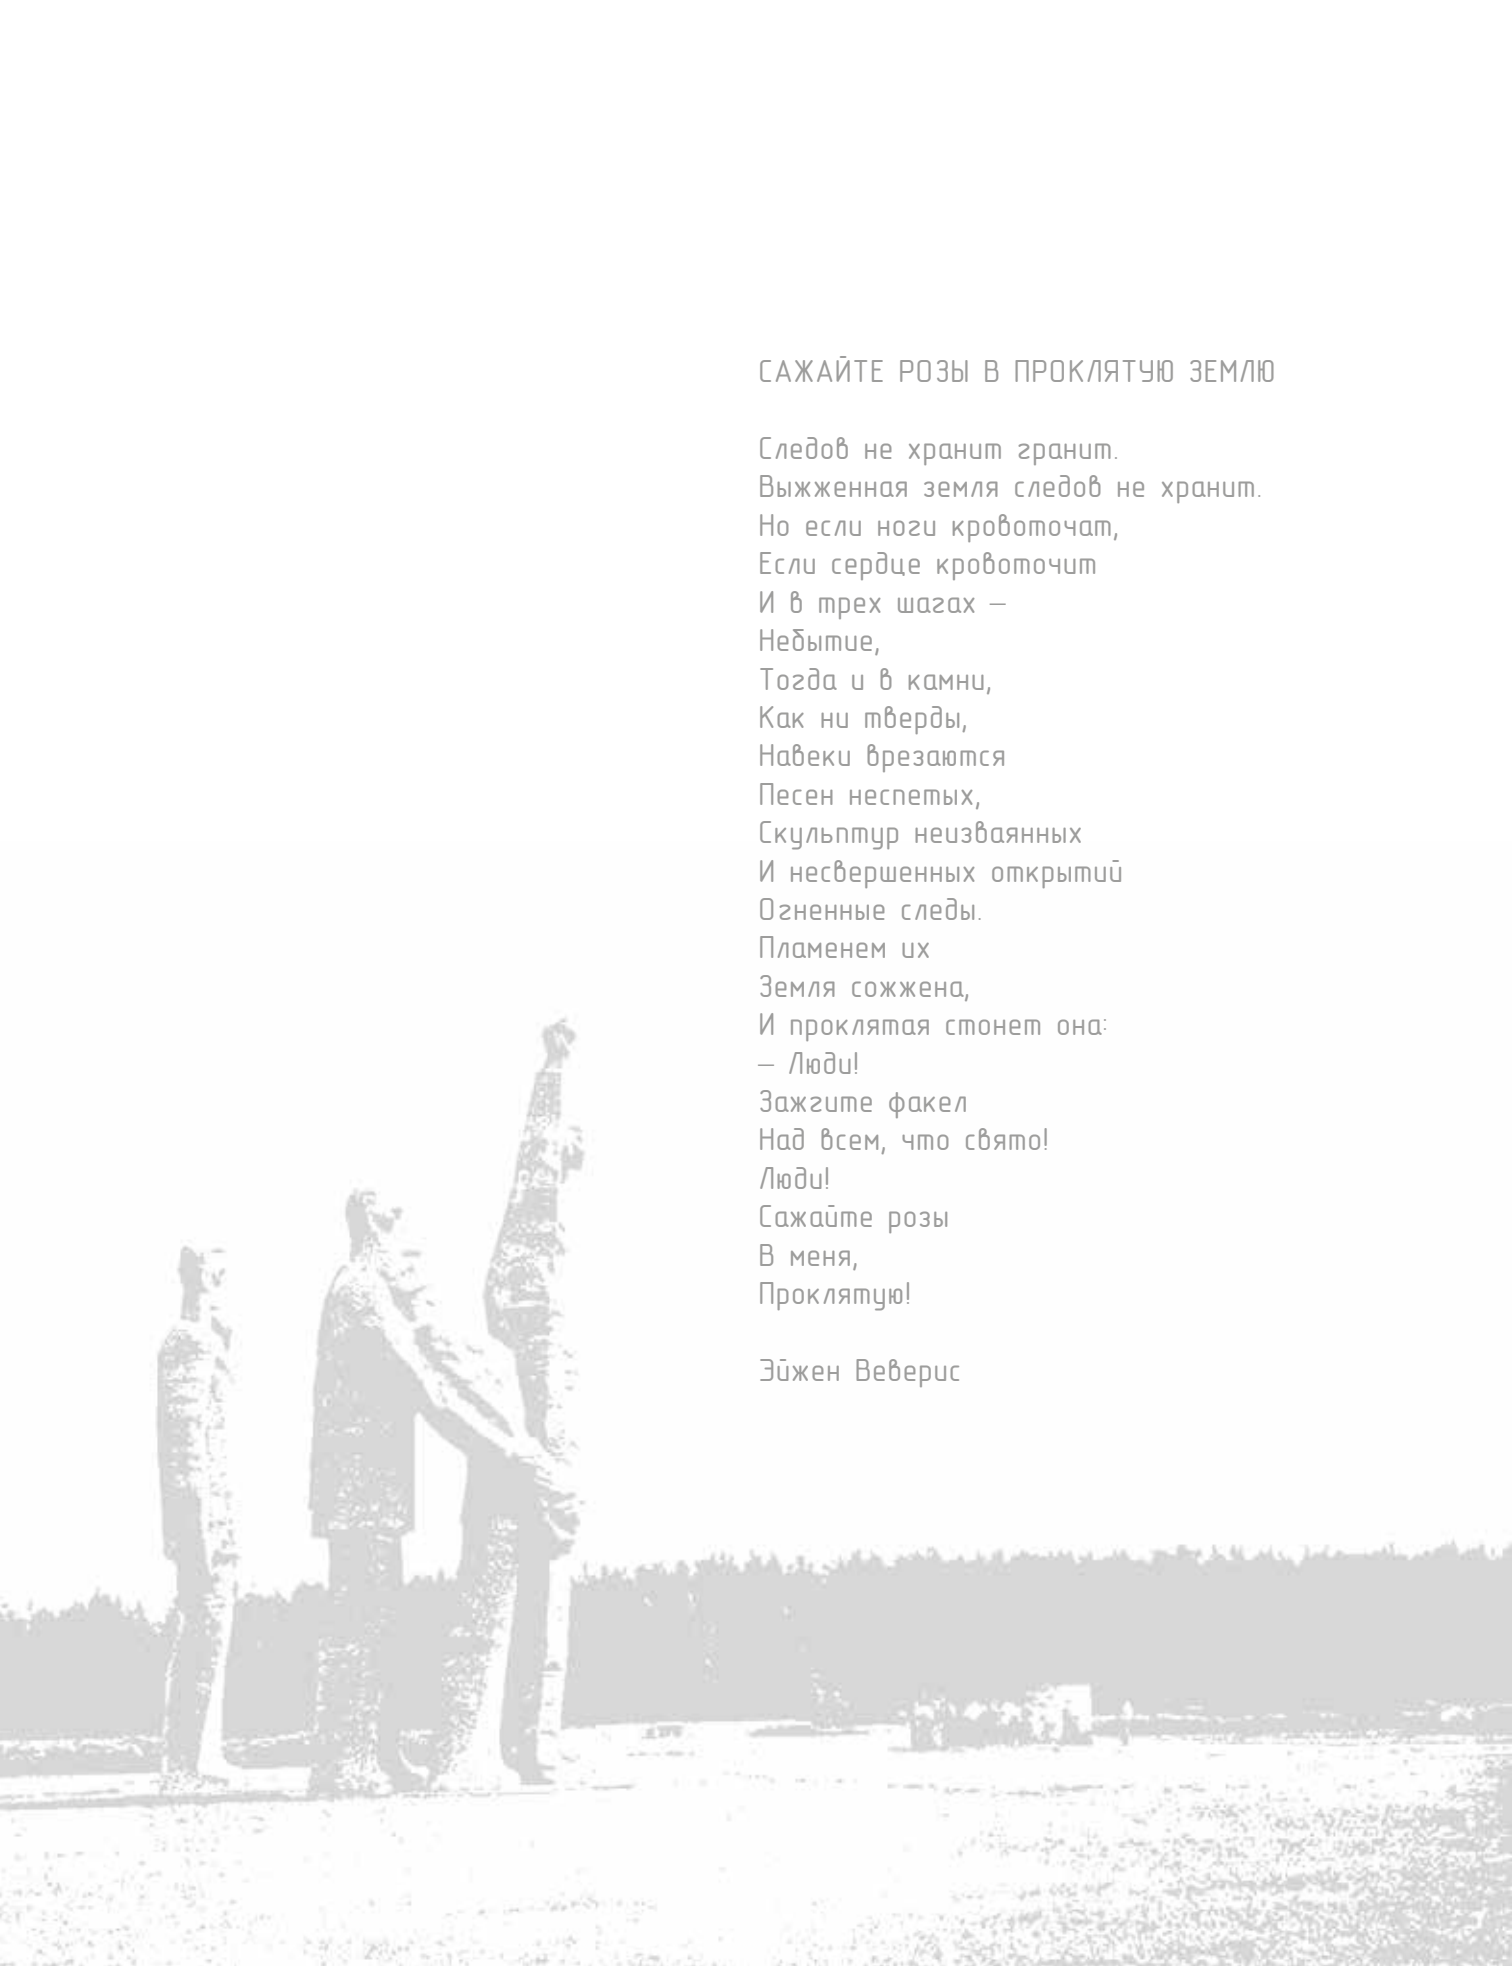 САЖАЙТЕ РОЗЫ В ПРОКЛЯТУЮ ЗЕМЛЮ
Следов не хранит гранит.
Выжженная земля следов не хранит.
Но если ноги кровоточат,
Если сердце кровоточит
И в трех шагах –
Небытие,
Тогда и в камни,
Как ни тверды,
Навеки врезаются
Песен неспетых,
Скульптур неизваянных
И несвершенных открытий
Огненные следы.
Пламенем их
Земля сожжена,
И проклятая стонет она:
– Люди!
Зажгите факел
Над всем, что свято!
Люди!
Сажайте розы
В меня,
Проклятую!
Эйжен Веверис